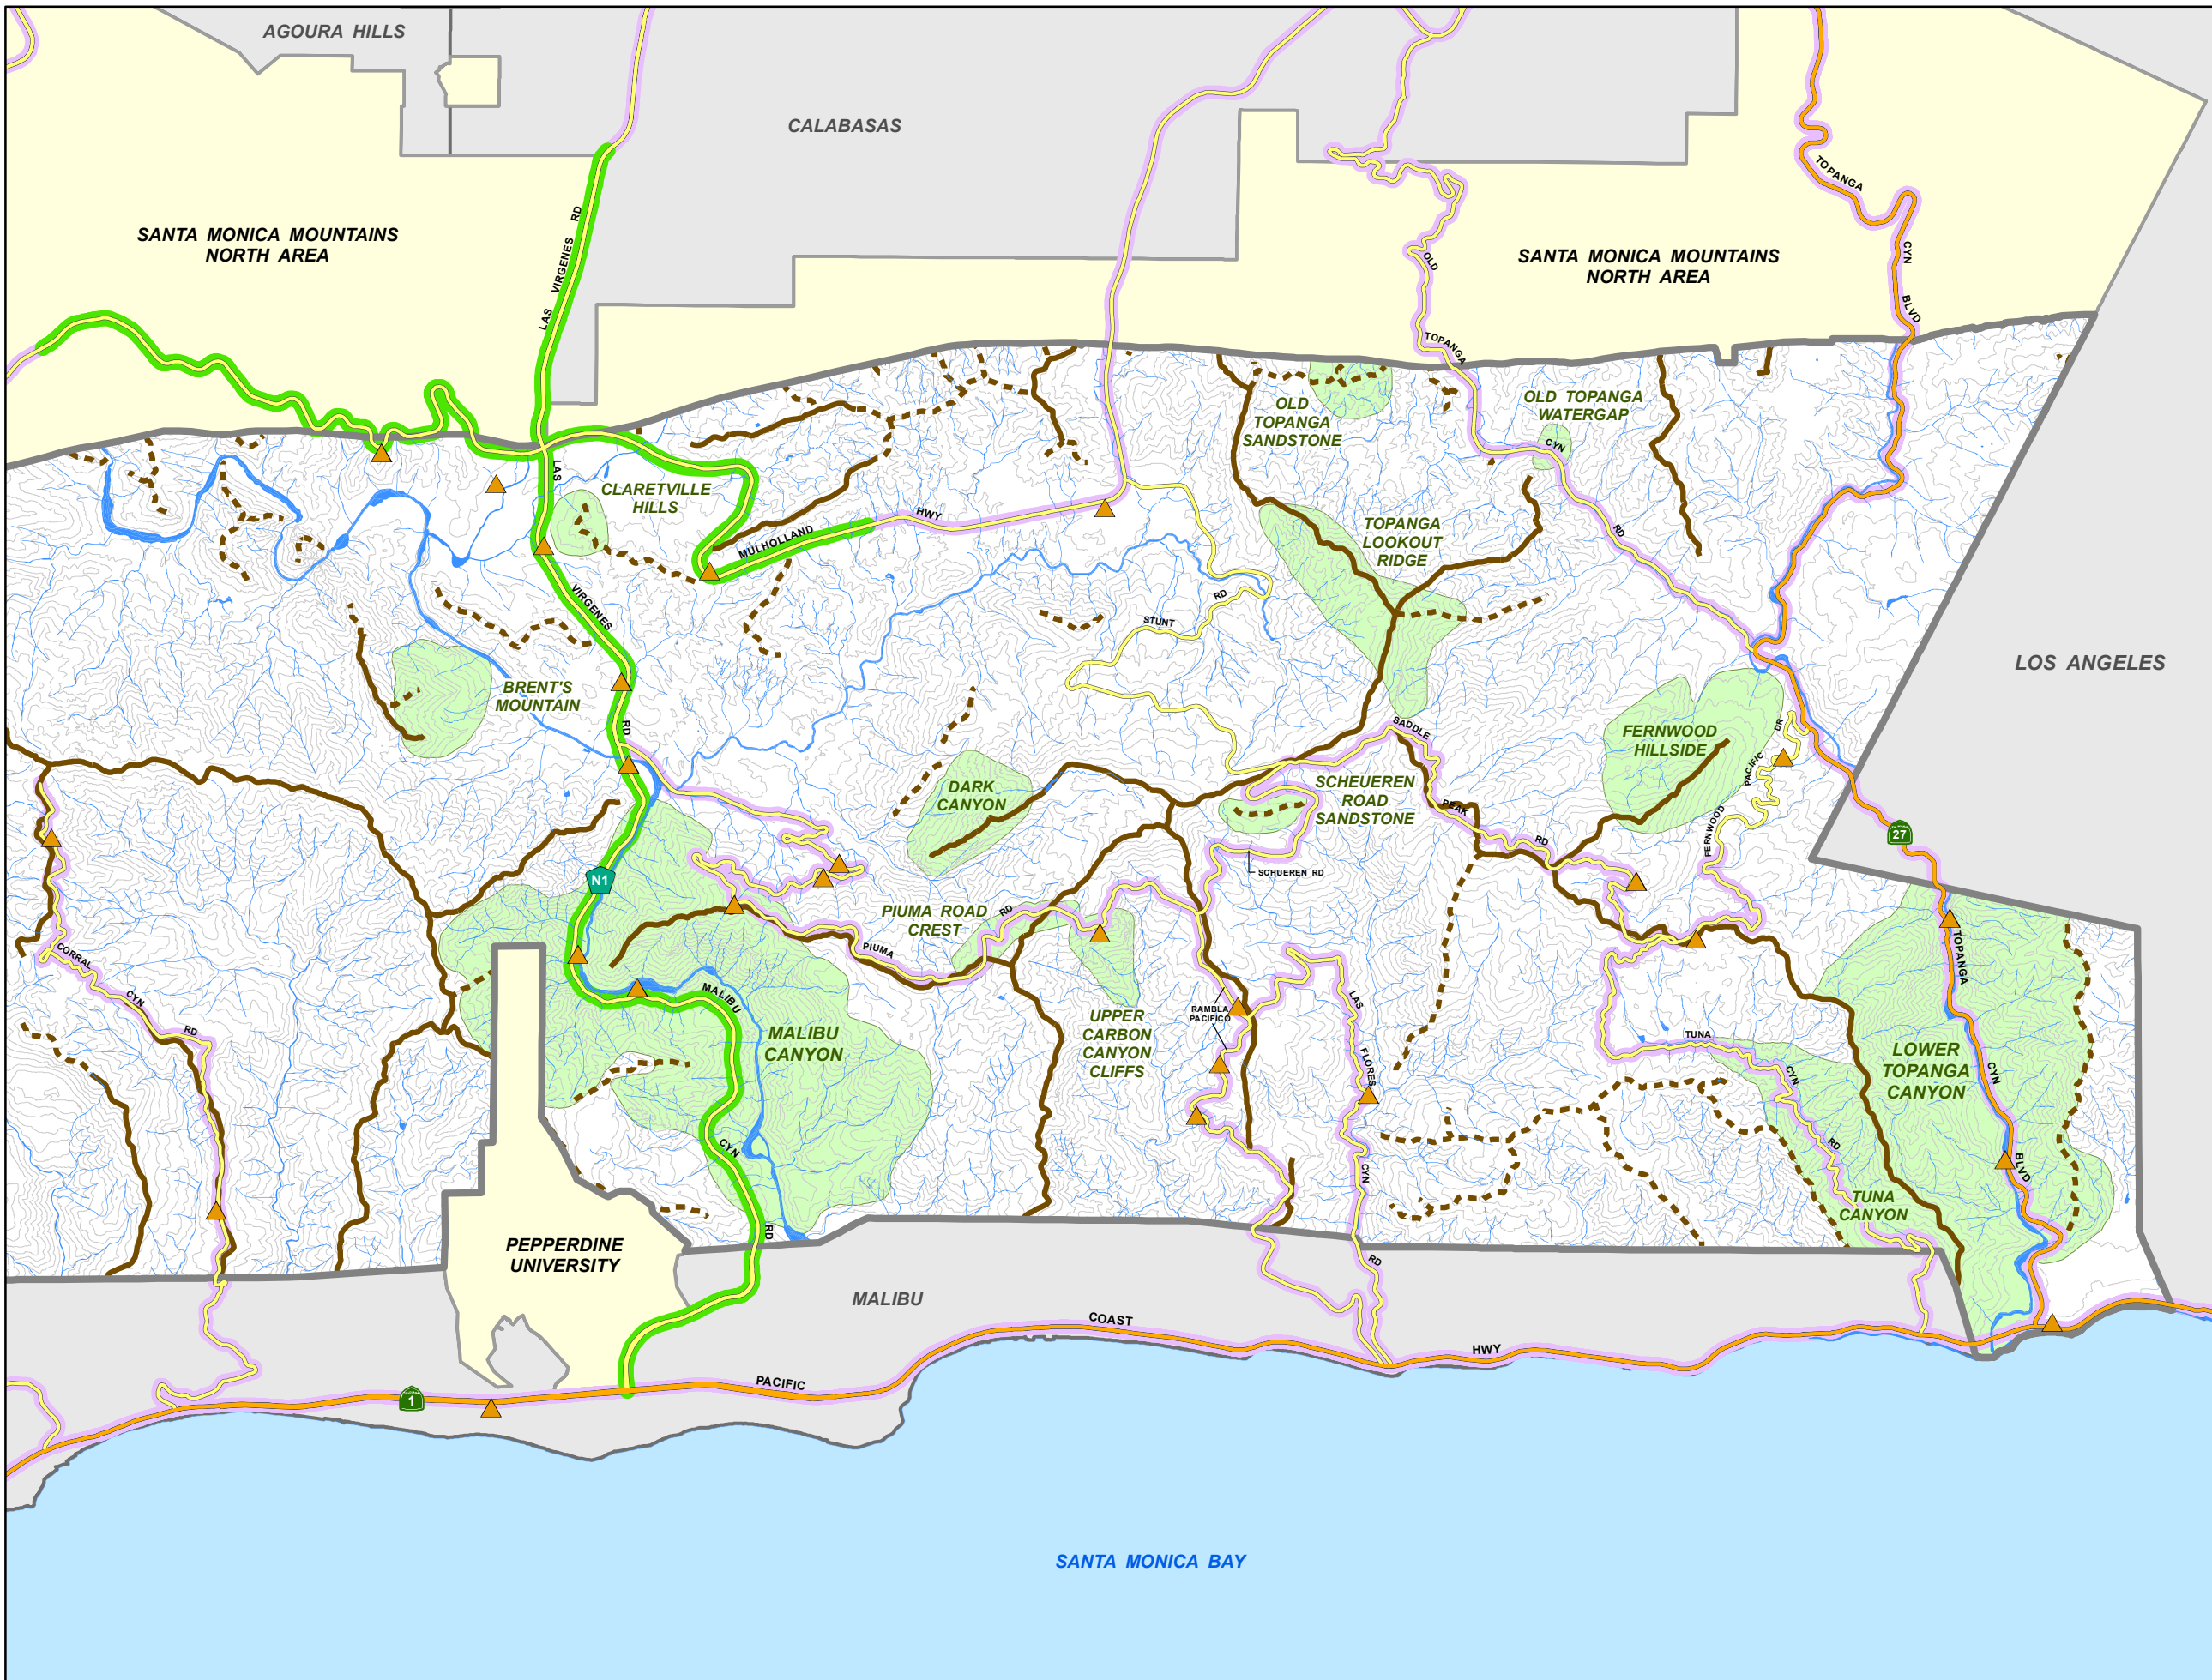 AGOURA HILLS
CALABASAS
TOPANGA
SANTA MONICA MOUNTAINS
NORTH AREA
LAS VIRGENES RD
OLD
SANTA MONICA MOUNTAINS
NORTH AREA
CYN
BLVD
TOPANGA
OLD
TOPANGA
SANDSTONE
OLD TOPANGA
WATERGAP
CYN
LAS
CLARETVILLE
HILLS
MULHOLLAND
HWY
TOPANGA
LOOKOUT
RIDGE
RD
VIRGENES
RD
STUNT
LOS ANGELES
BRENT'S
MOUNTAIN
RD
SADDLE
FERNWOOD
HILLSIDE
DR
PACIFIC
FERNWOOD
DARK
CANYON
SCHEUEREN
ROAD
SANDSTONE
PEAK
RD
27
SCHUEREN RD
N1
PIUMA ROAD
CREST
RD
PIUMA
CORRAL
CYN
RD
TOPANGA
MALIBU
RAMBLA
PACIFICO
LAS
FLORES
CYN
RD
MALIBU
CANYON
UPPER
CARBON
CANYON
CLIFFS
TUNA
CYN
RD
LOWER
TOPANGA
CANYON
CYN
BLVD
CYN
RD
TUNA
CANYON
PEPPERDINE
UNIVERSITY
MALIBU
COAST
HWY
PACIFIC
1
SANTA MONICA BAY